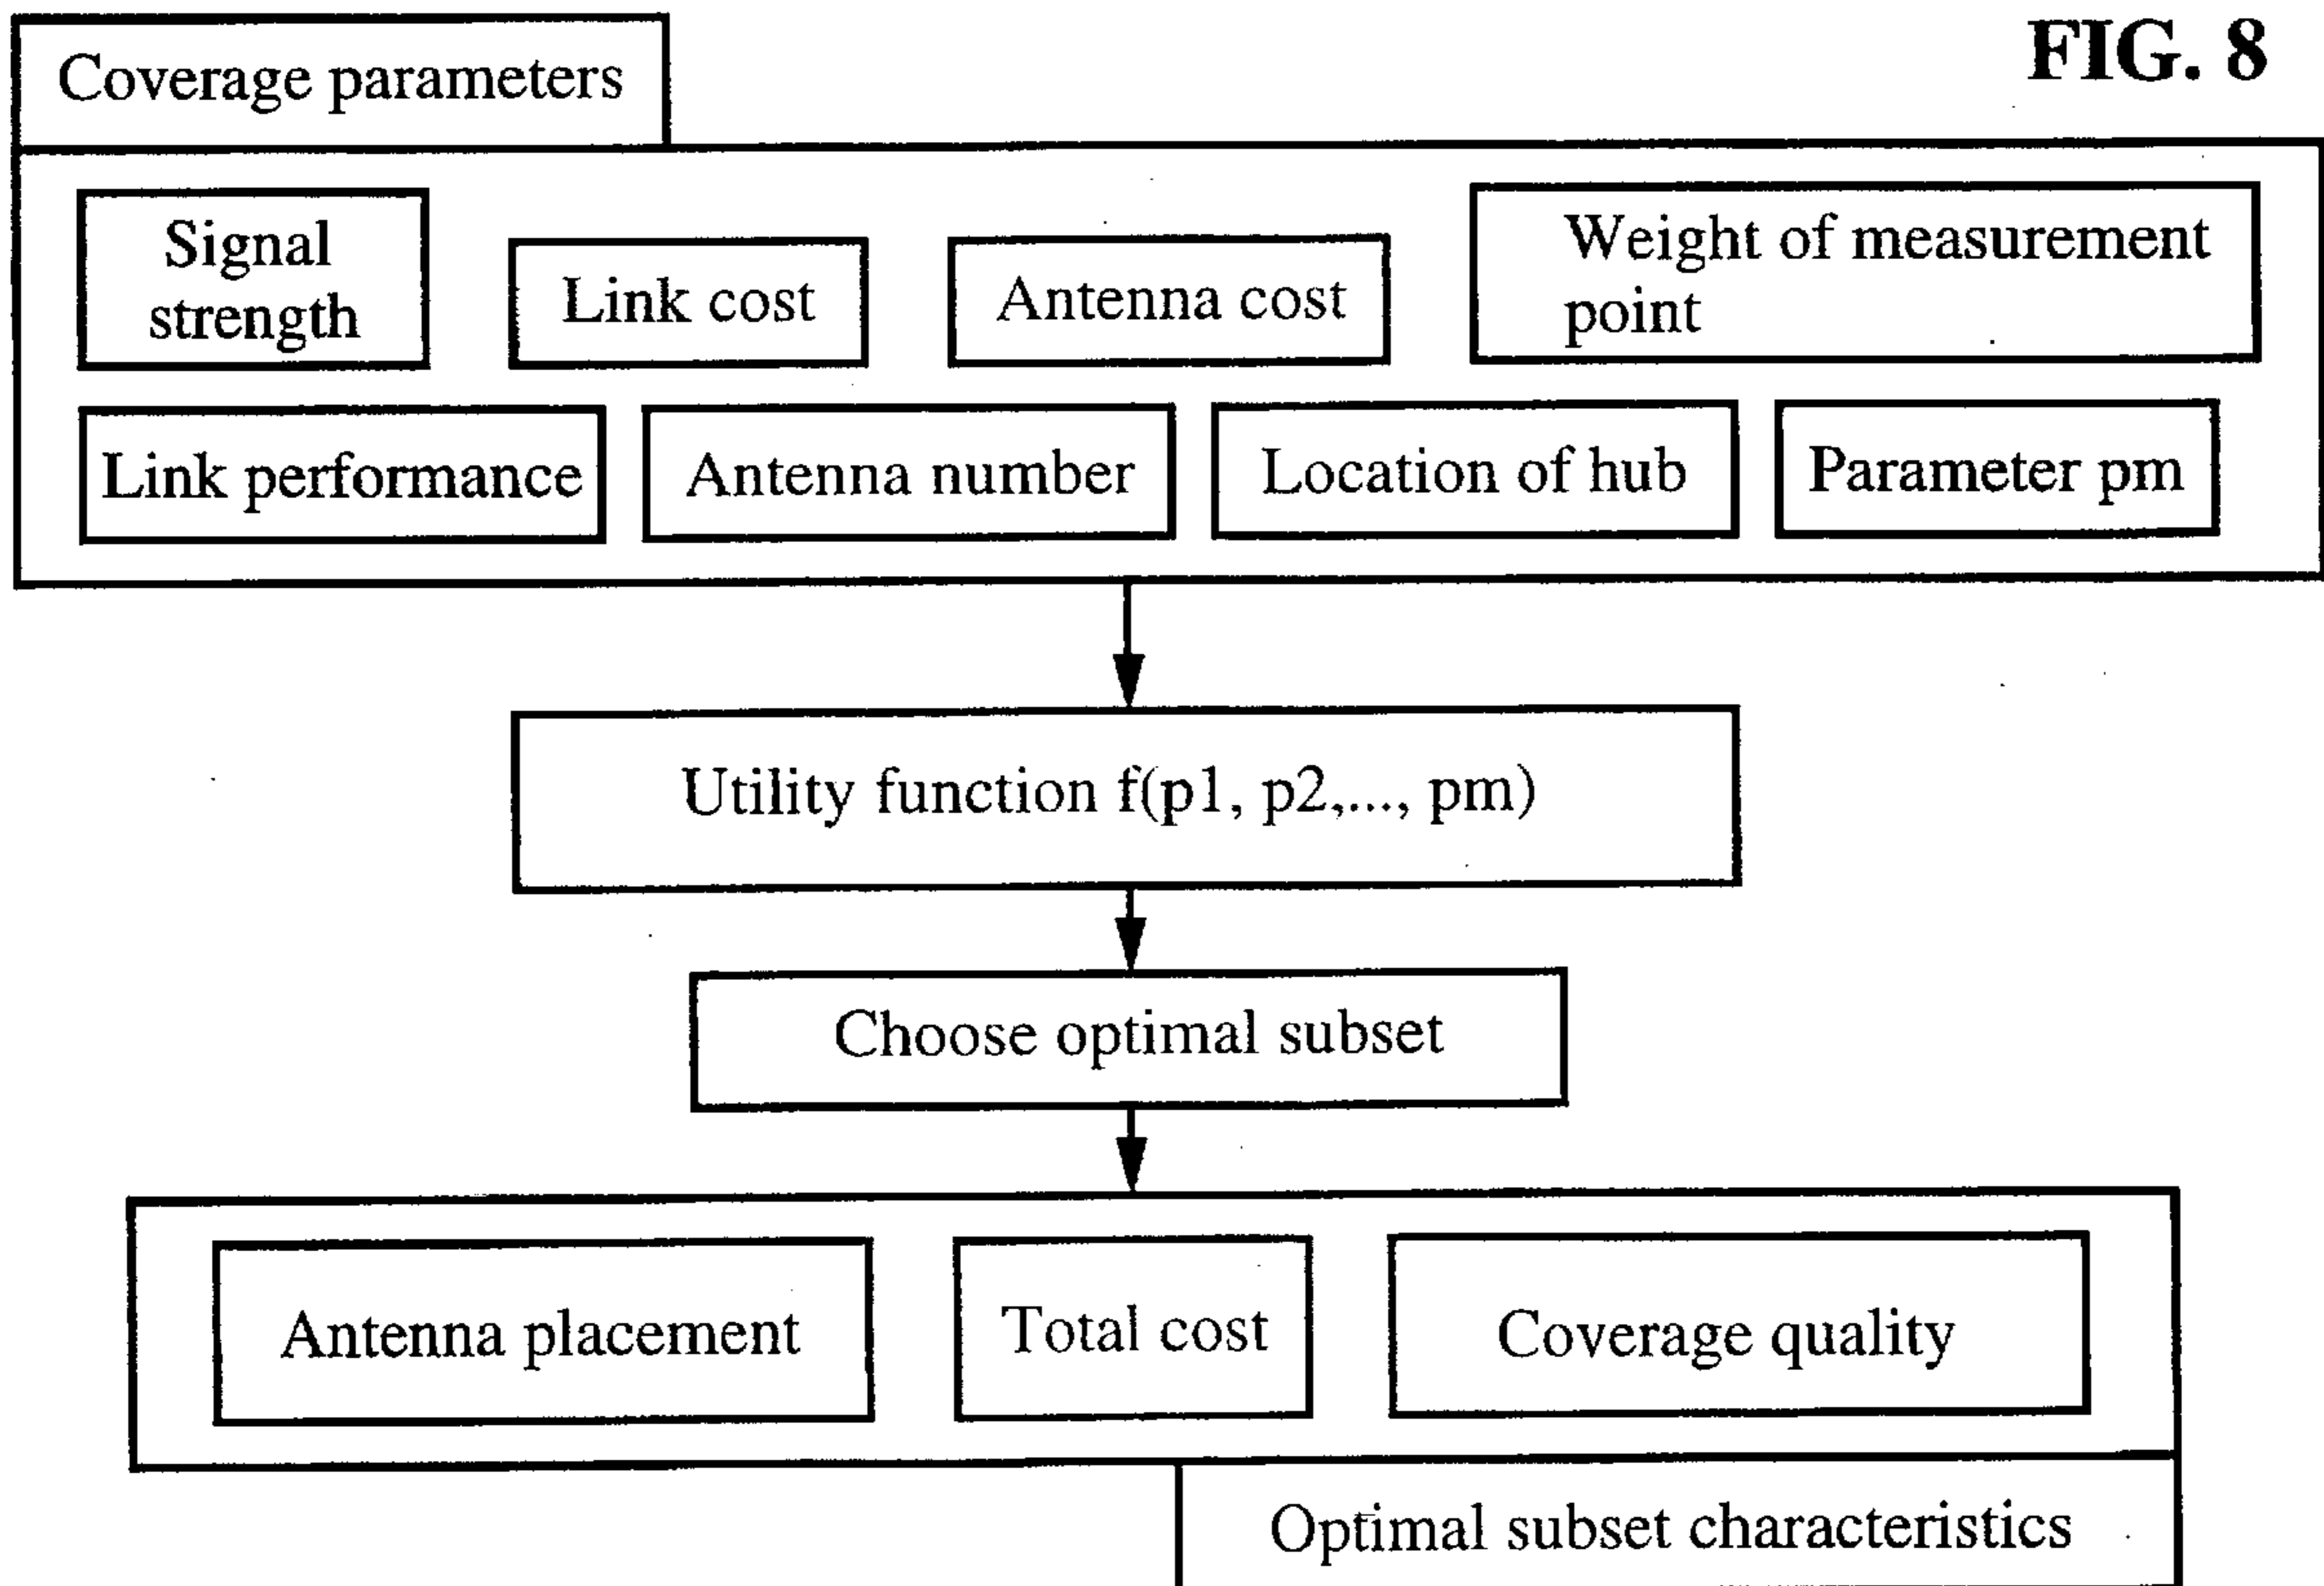 FIG. 8
Coverage parameters
Signal
strength
Link cost
Antenna cost
Weight of measurement
point
Link performance
Antenna number
Location of hub
Parameter pm
Utility function f(p1, p2,..., pm)
Choose optimal subset
Antenna placement
Total cost
Coverage quality
Optimal subset characteristics